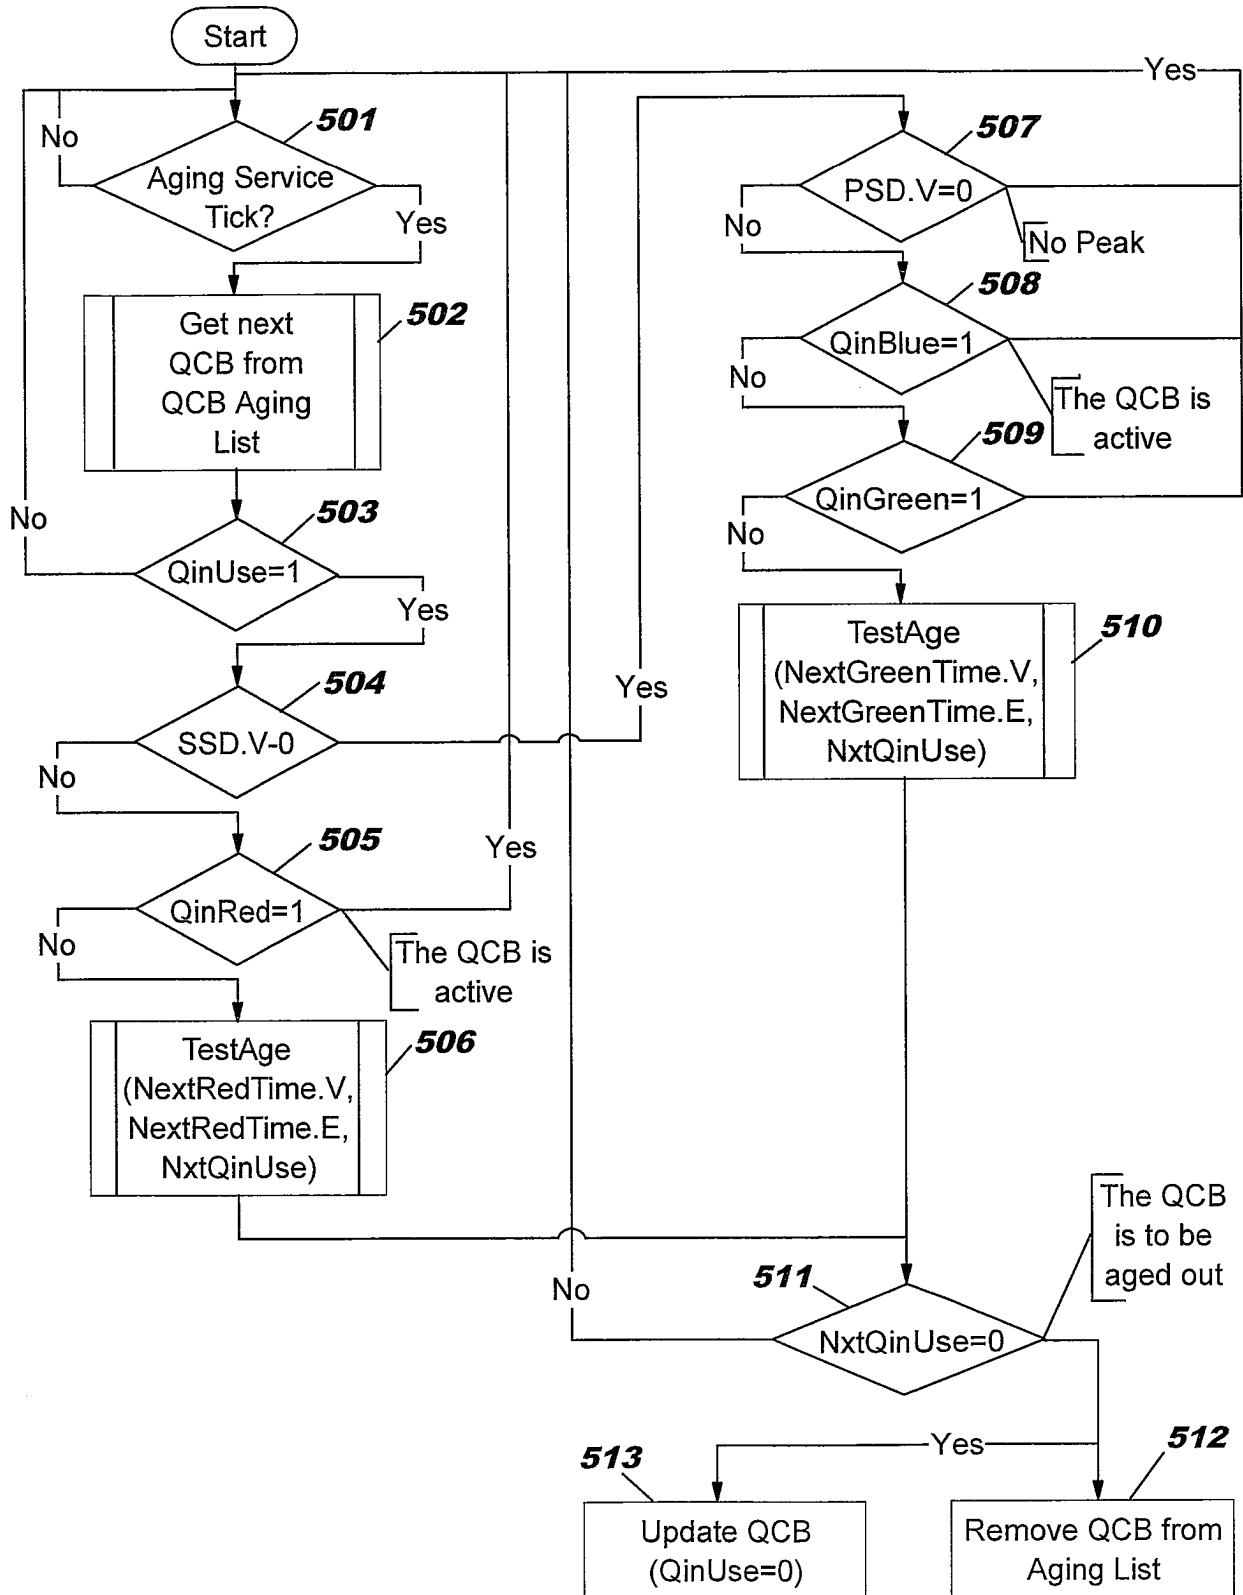 Start
Yes
No
501
Aging Service
Tick?
Yes
Get next
QCB from
QCB Aging
List
502
No
503
QinUse=1
Yes
504
SSD.V-0
Yes
No
505
QinRed=1
Yes
No
The QCB is
active
TestAge
(NextRedTime.V,
NextRedTime.E,
NxtQinUse)
506
507
PSD.V=0
No
No Peak
508
QinBlue=1
No
The QCB is
active
509
QinGreen=1
No
TestAge
(NextGreenTime.V,
NextGreenTime.E,
NxtQinUse)
510
The QCB
is to be
aged out
511
No
NxtQinUse=0
Yes
513
Update QCB
(QinUse=0)
512
Remove QCB from
Aging List